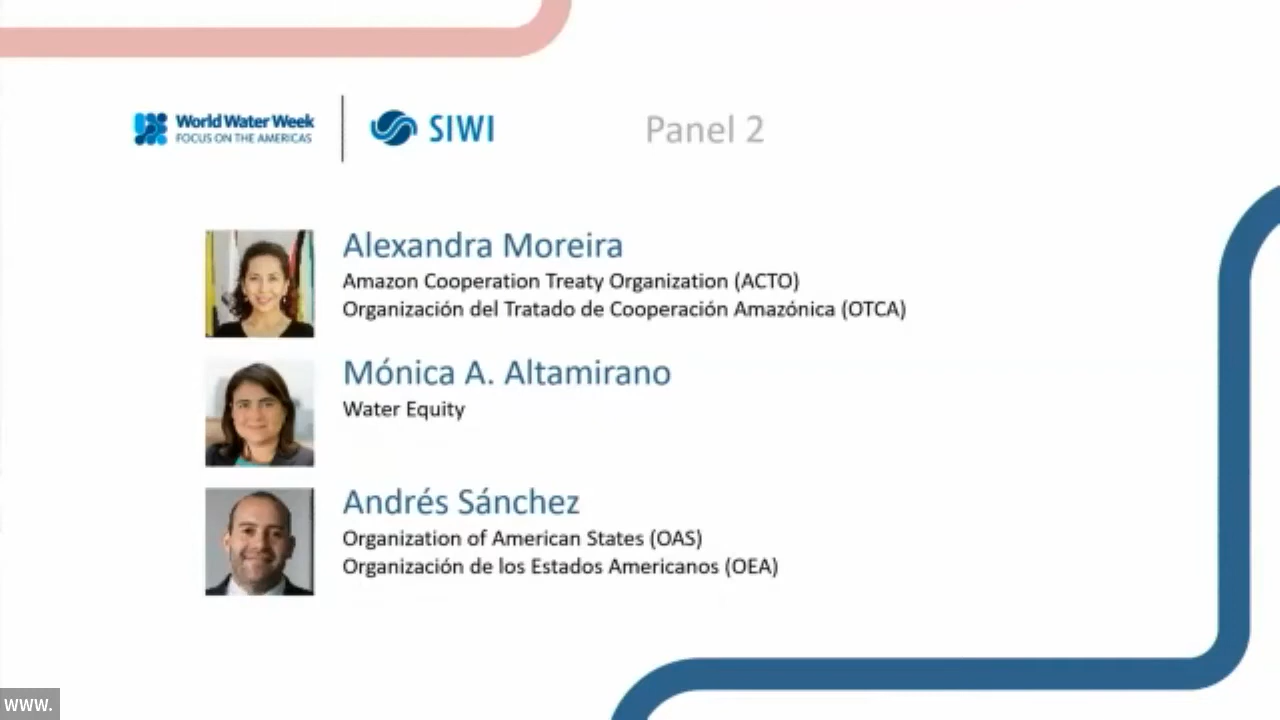 World Water Week
FOCUS ON THE AMERICAS
SIWI
Panel 2
Alexandra Moreira
Amazon Cooperation Treaty Organization (ACTO)
Organización del Tratado de Cooperación Amazónica (OTCA)
Mónica A. Altamirano
Water Equity
Andrés Sánchez
Organization of American States (OAS)
Organización de los Estados Americanos (OEA)
www.